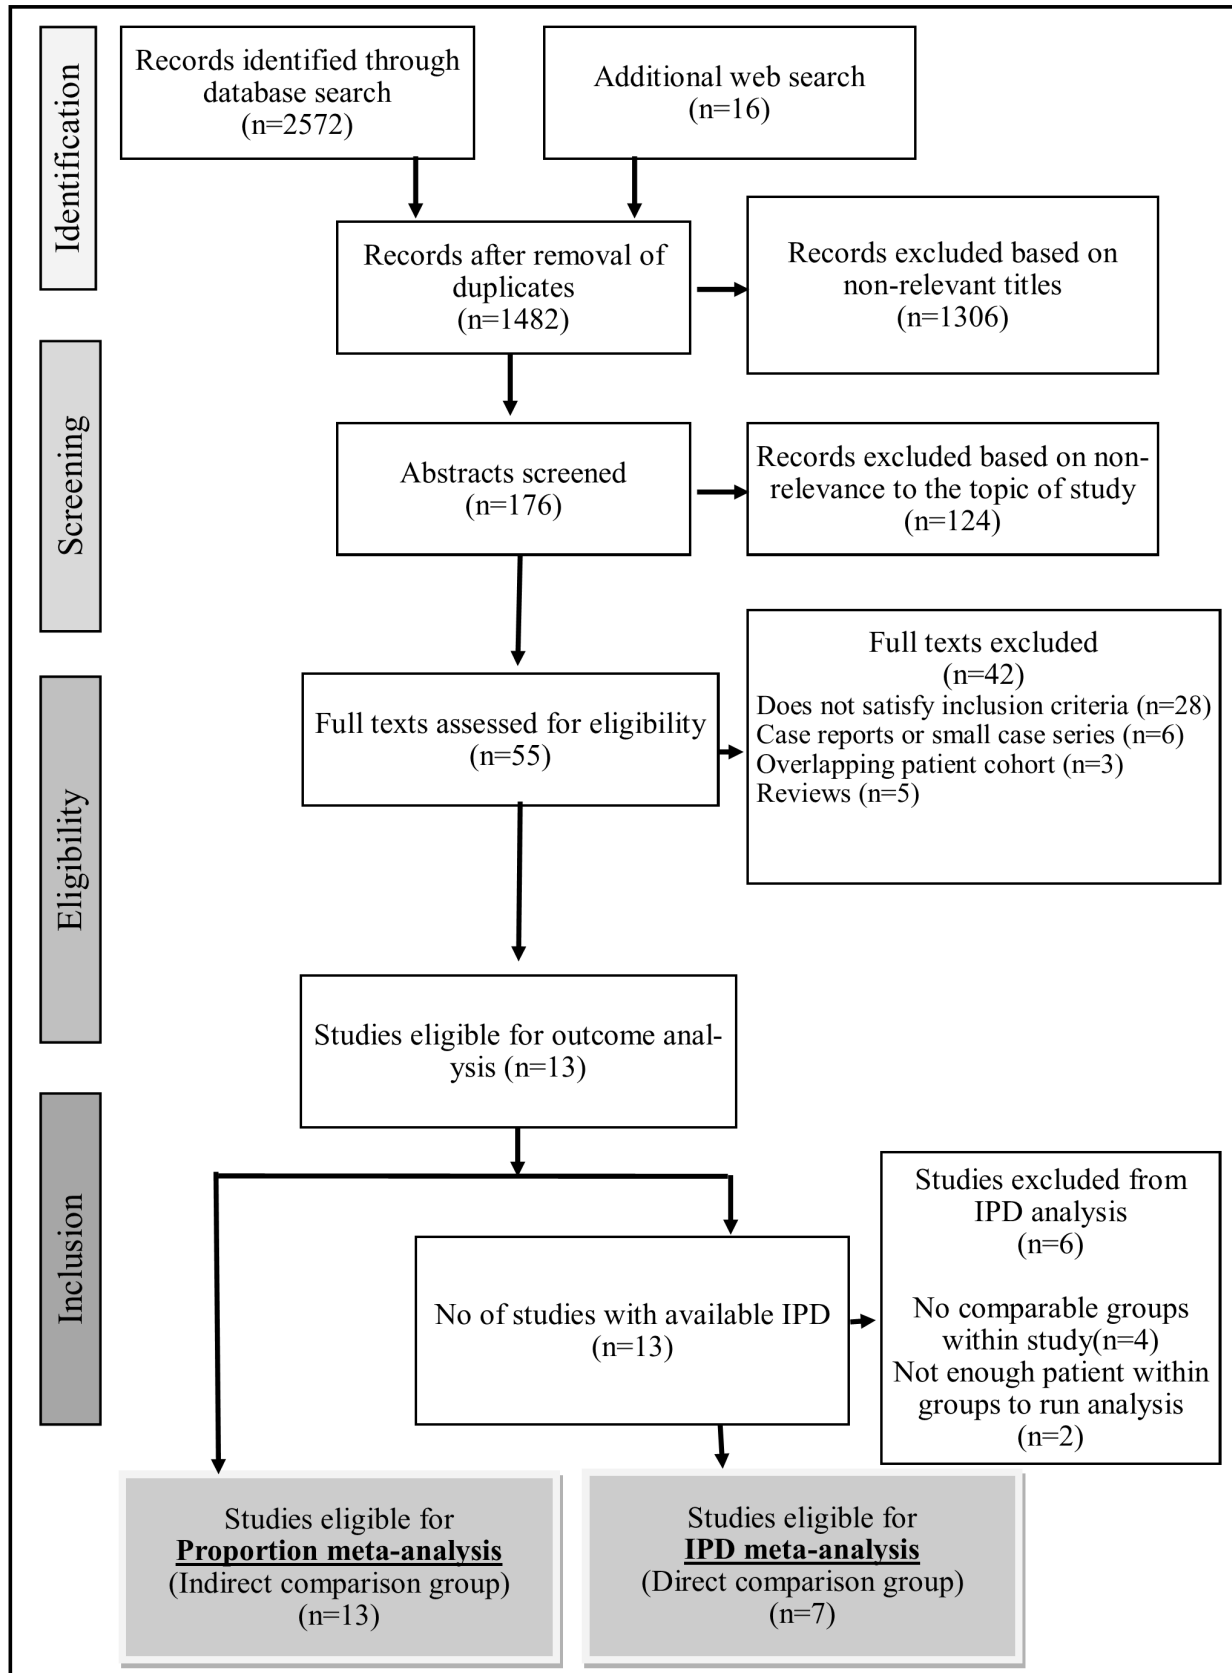 Identification
Records identified through
database search
(n=2572)
Additional web search
(n=16)
Records after removal of
duplicates
(n=1482)
Records excluded based on
non-relevant titles
(n=1306)
Screening
Abstracts screened
(n=176)
Records excluded based on non-
relevance to the topic of study
(n=124)
Eligibility
Full texts assessed for eligibility
(n=55)
Full texts excluded
(n=42)
Does not satisfy inclusion criteria (n=28)
Case reports or small case series (n=6)
Overlapping patient cohort (n=3)
Reviews (n=5)
Studies eligible for outcome anal-
ysis (n=13)
Inclusion
No of studies with available IPD
(n=13)
Studies excluded from
IPD analysis
(n=6)
No comparable groups
within study(n=4)
Not enough patient within
groups to run analysis
(n=2)
Studies eligible for
Proportion meta-analysis
(Indirect comparison group)
(n=13)
Studies eligible for
IPD meta-analysis
(Direct comparison group)
(n=7)